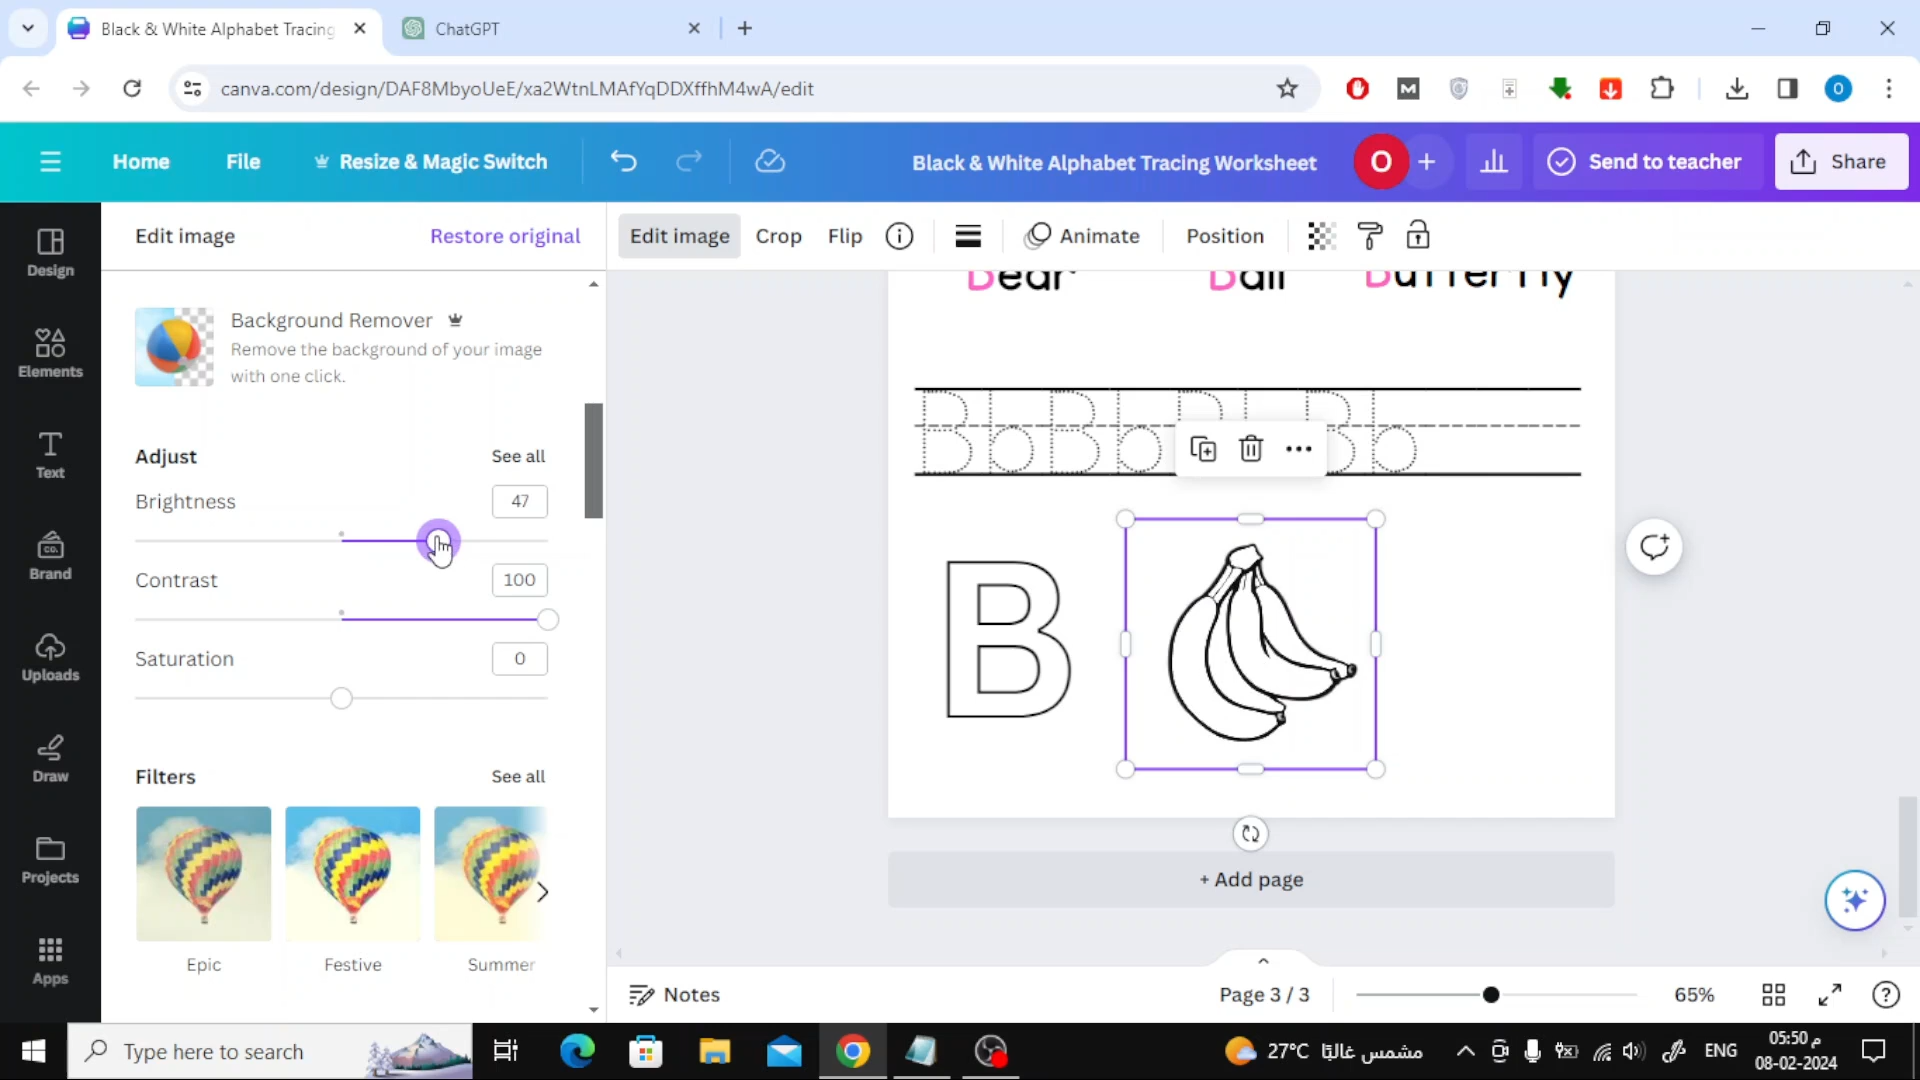 Black & White Alphabet Tracing
ChatGPT
canva.com/design/DAF8MbyoUeE/xa2WtnLMAfYqDDXffhM4wA/edit
Home
File
Resize & Magic Switch
Black & White Alphabet Tracing Worksheet
O
Send to teacher
Share
Edit image
Restore original
Edit image
Crop
Flip
Animate
Position
Design
Elements
Text
Brand
Uploads
Draw
Projects
Apps
Background Remover
Remove the background of your image
with one click.
Adjust
See all
Brightness
47
Contrast
100
Saturation
0
Filters
See all
Epic
Festive
Summer
Bear Ball Butterfly
B b B b B b B b
B
+ Add page
Notes
Page 3 / 3
65%
Type here to search
27°C مشمس غالبًا
ENG
05:50 م
08-02-2024